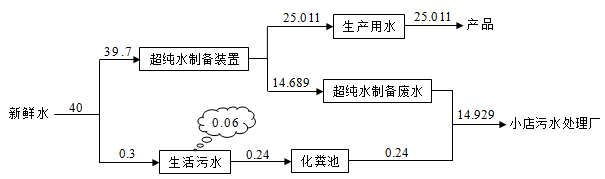 25.011
生产用水
25.011
产品
39.7
超纯水制备装置
14.689
超纯水制备废水
新鲜水
40
14.929
小店污水处理厂
0.06
0.3
生活污水
0.24
化粪池
0.24